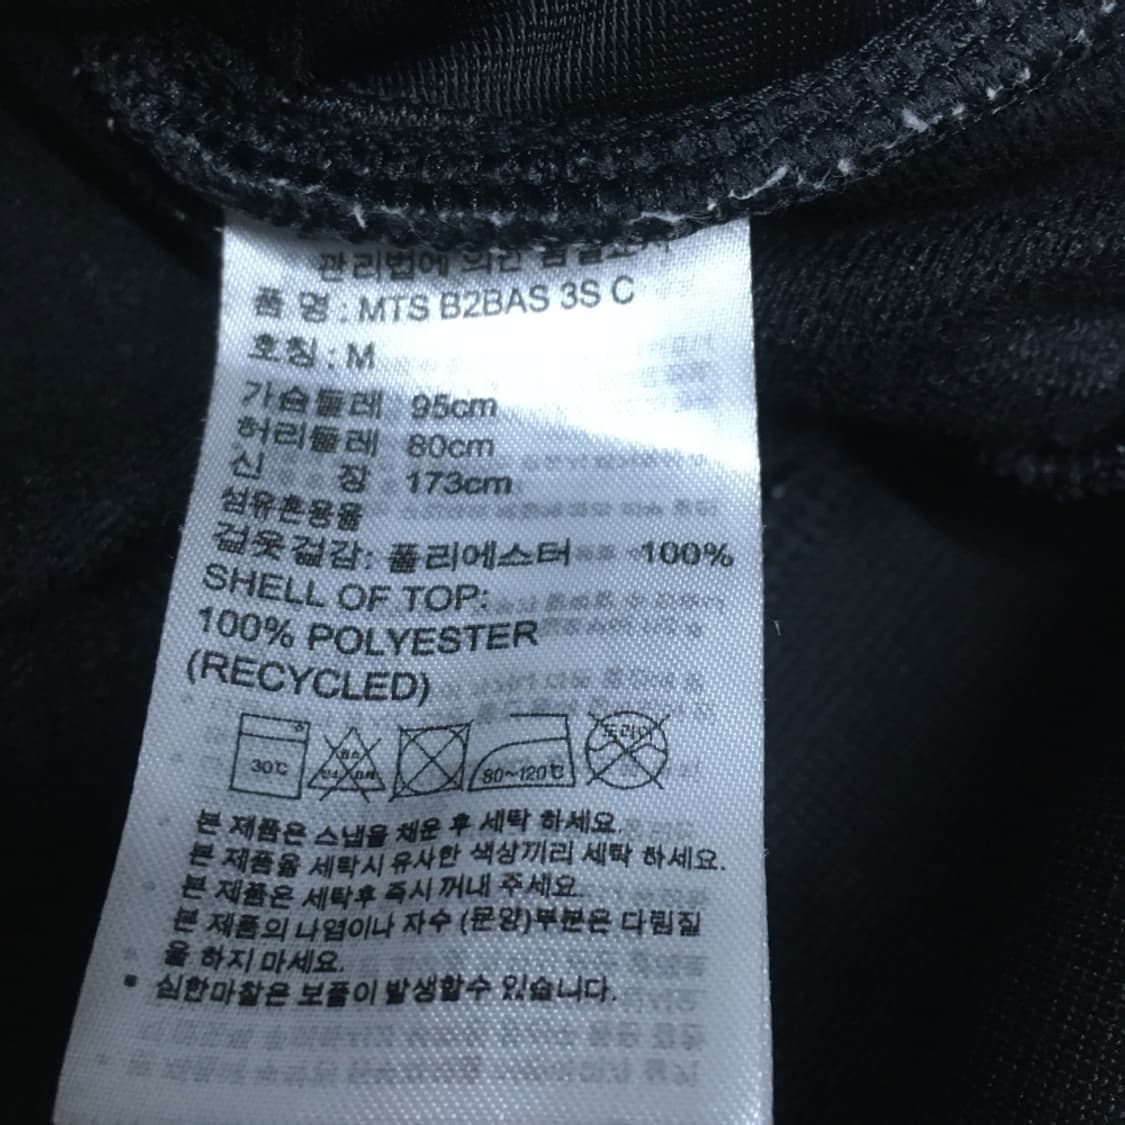 관리법에 의한
품 명 : MTS B2BAS 3S C
호칭 : M
가슴둘레 95cm
허리둘레 80cm
신 장 173cm
섬유혼용율
겉옷겉감: 폴리에스터 100%
SHELL OF TOP:
100% POLYESTER
(RECYCLED)
30℃
80~120℃
드라이
본 제품은 스냅을 채운 후 세탁 하세요.
본 제품을 세탁시 유사한 색상끼리 세탁 하세요.
본 제품은 세탁후 즉시 꺼내 주세요.
본 제품의 나염이나 자수 (문양)부분은 다림질
을 하지 마세요.
* 심한마찰은 보풀이 발생할수 있습니다.